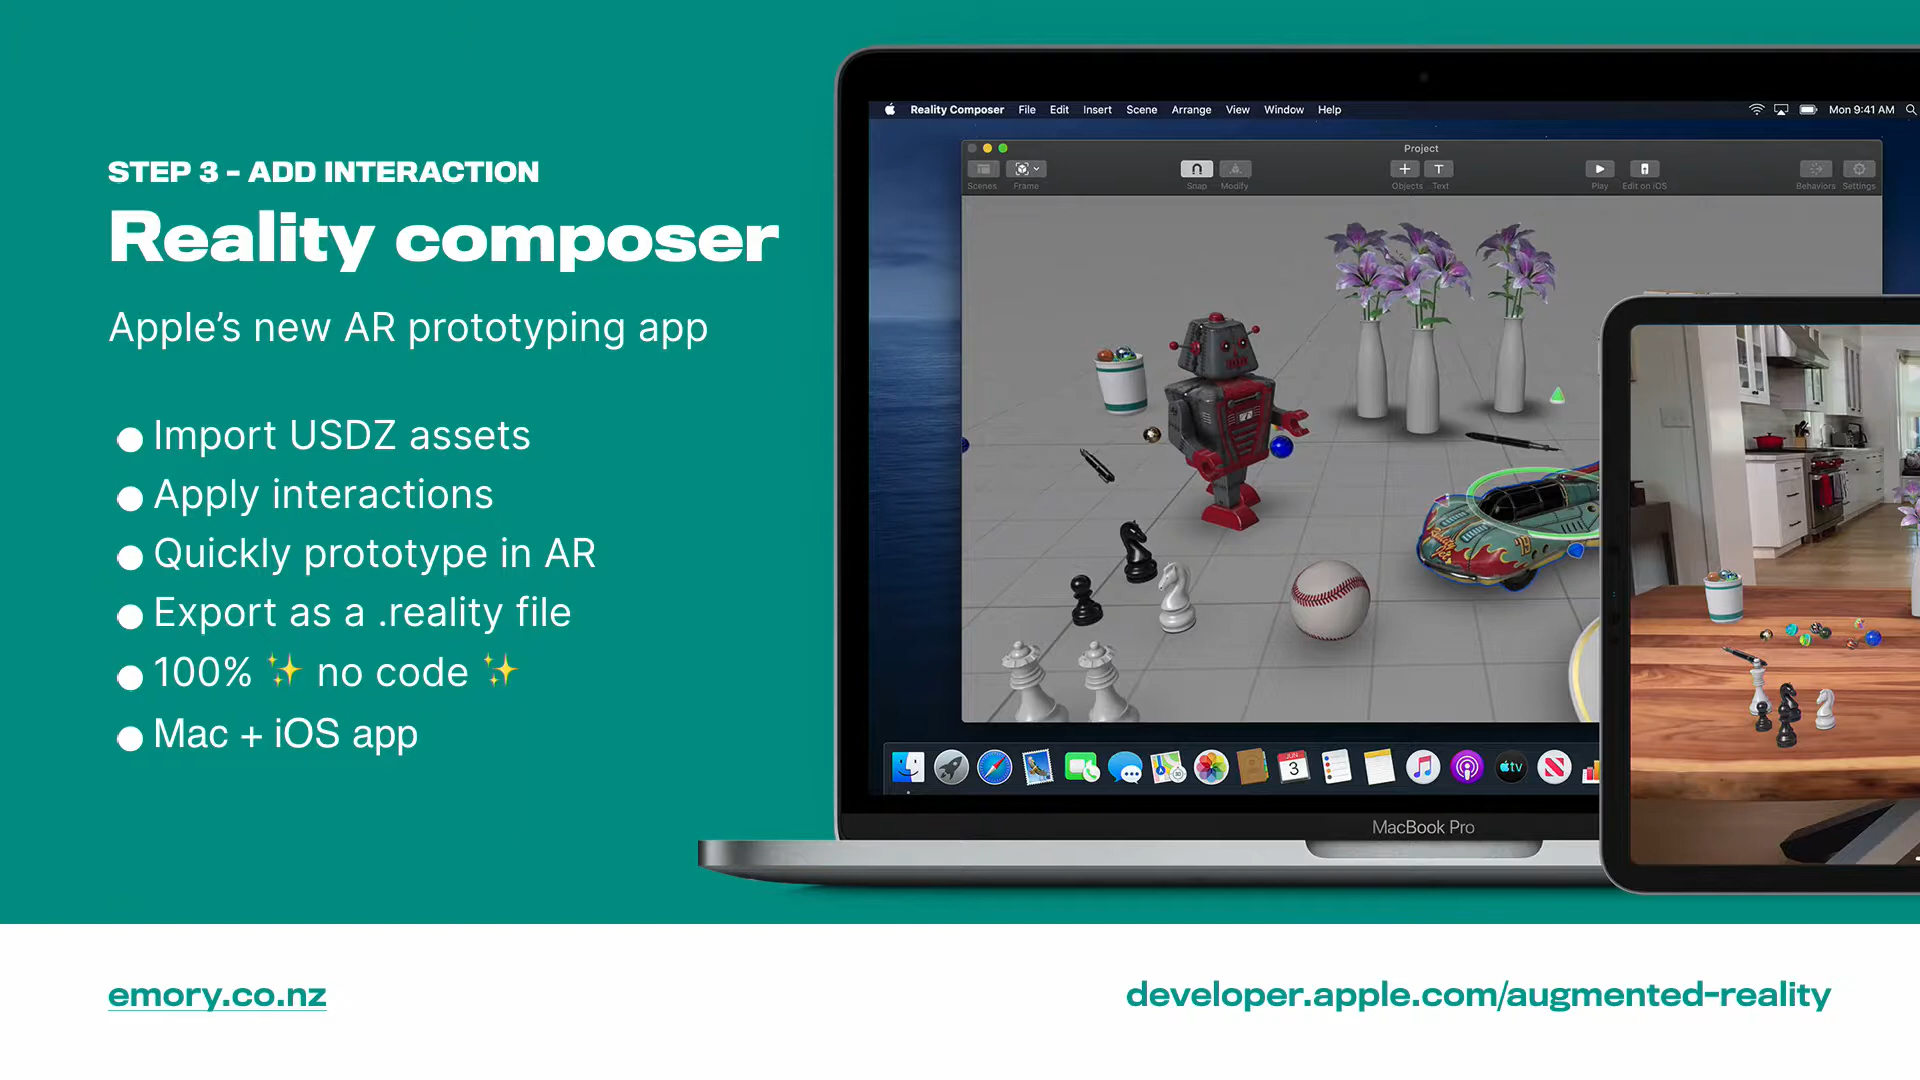 STEP 3 - ADD INTERACTION
Reality composer
Apple's new AR prototyping app
Import USDZ assets
Apply interactions
Quickly prototype in AR
Export as a .reality file
100% ✨ no code ✨
Mac + iOS app
Reality Composer File Edit Insert Scene Arrange View Window Help
Mon 9:41 AM
Project
Scenes Frame Snap Modify Objects Text Play Edit on iOS Behaviors Settings
JUN
3
tv
MacBook Pro
emory.co.nz
developer.apple.com/augmented-reality